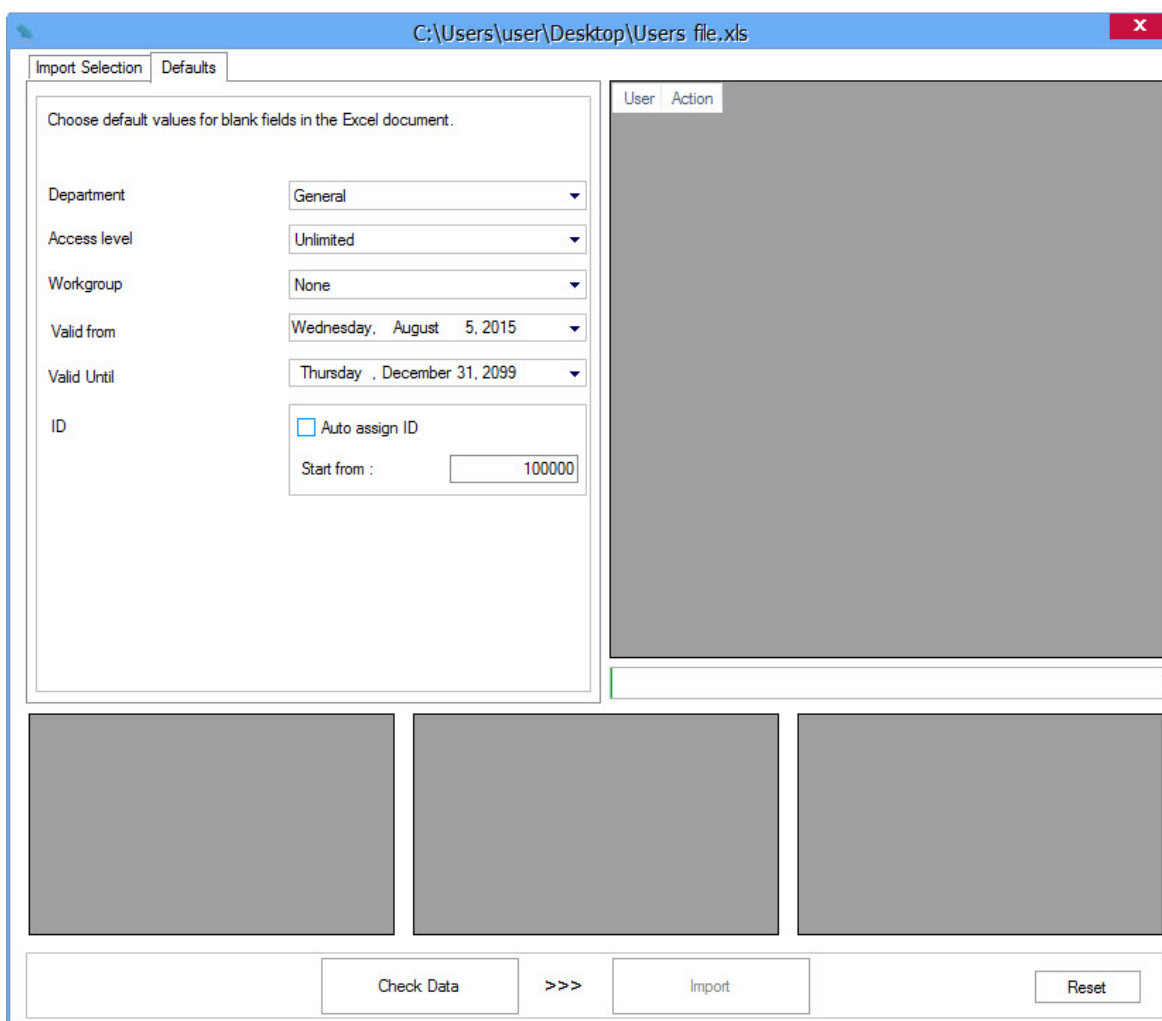 C:\Users\user\Desktop\Users file.xls
x
Import Selection Defaults
User Action
Choose default values for blank fields in the Excel document.
Department General
Access level Unlimited
Workgroup None
Valid from Wednesday, August 5, 2015
Valid Until Thursday , December 31, 2099
ID Auto assign ID
Start from : 100000
Check Data >>> Import Reset